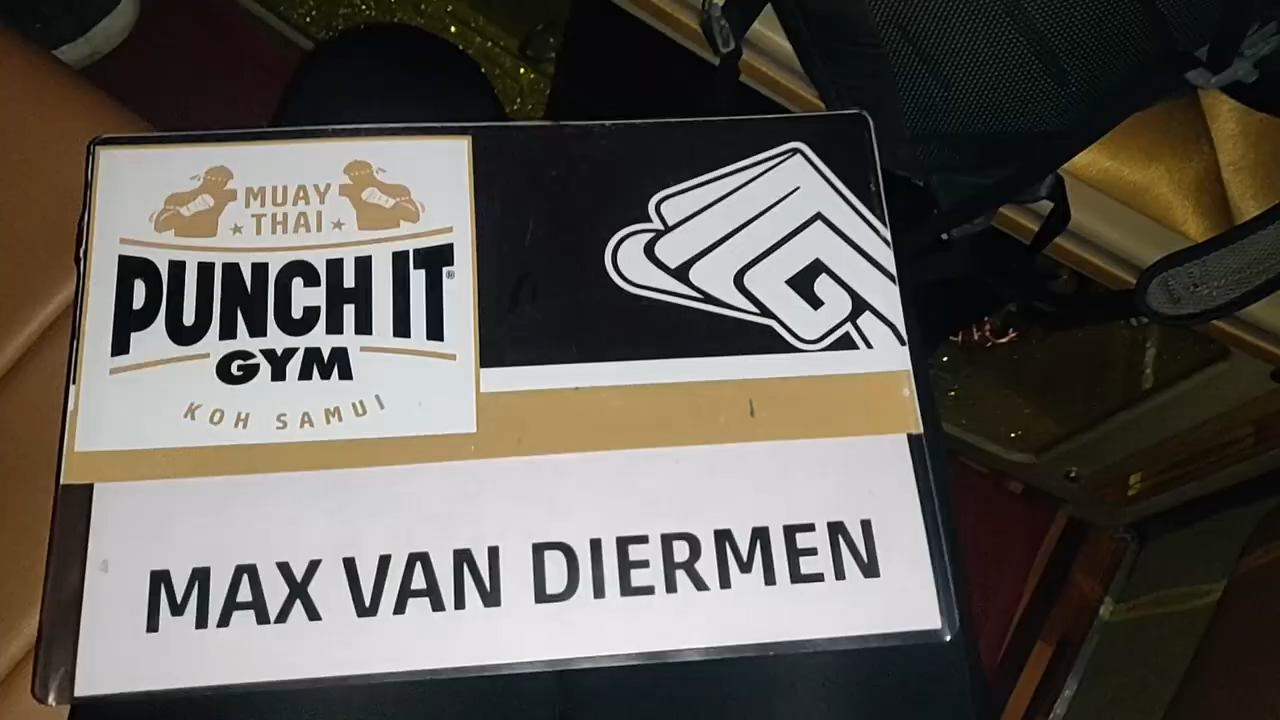 MUAY
THAI
PUNCH IT®
GYM
KOH SAMUI
MAX VAN DIERMEN